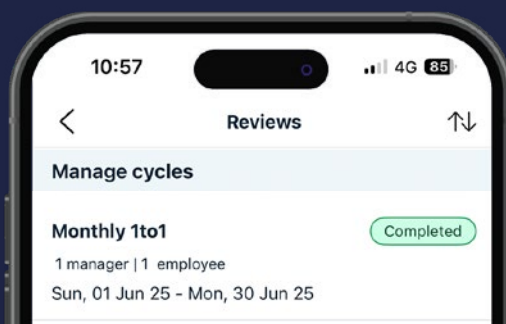 10:57 4G 85
Reviews
Manage cycles
Monthly 1to1 Completed
1 manager | 1 employee
Sun, 01 Jun 25 - Mon, 30 Jun 25